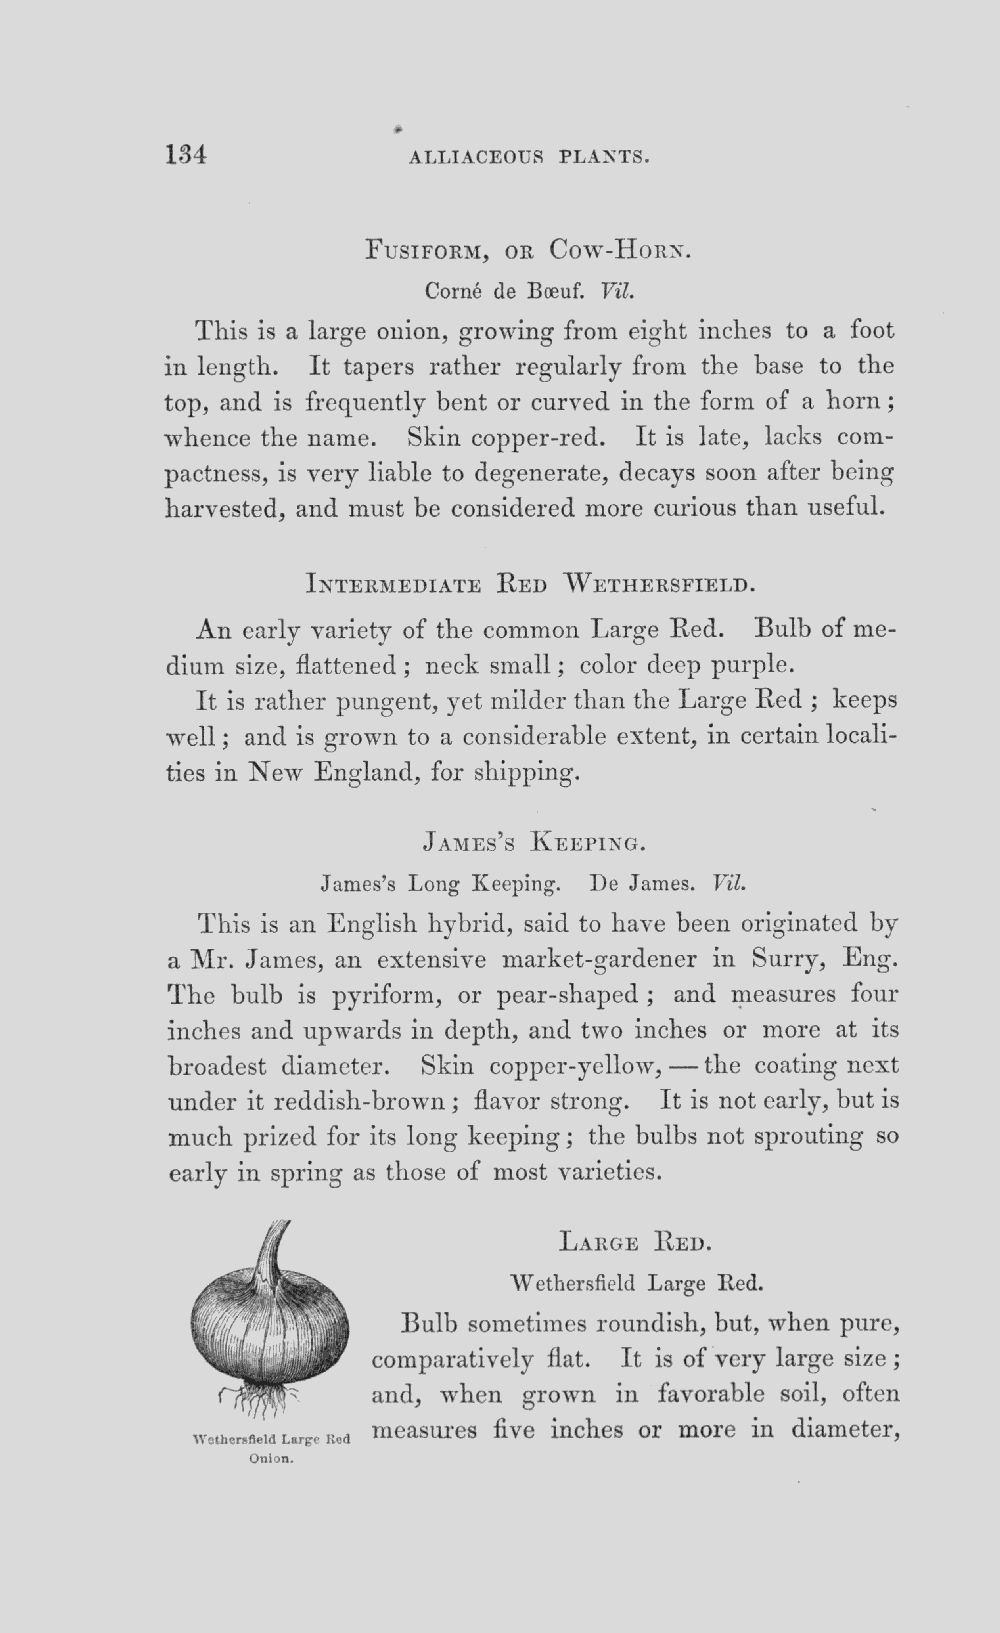 134
ALLIACEOUS PLANTS.
FUSIFORM, OR COW-HORN.
Corné de Bœuf. Vil.
This is a large onion, growing from eight inches to a foot
in length. It tapers rather regularly from the base to the
top, and is frequently bent or curved in the form of a horn;
whence the name. Skin copper-red. It is late, lacks com-
pactness, is very liable to degenerate, decays soon after being
harvested, and must be considered more curious than useful.
INTERMEDIATE RED WETHERSFIELD.
An early variety of the common Large Red. Bulb of me-
dium size, flattened; neck small; color deep purple.
It is rather pungent, yet milder than the Large Red; keeps
well; and is grown to a considerable extent, in certain locali-
ties in New England, for shipping.
JAMES'S KEEPING.
James's Long Keeping. De James. Vil.
This is an English hybrid, said to have been originated by
a Mr. James, an extensive market-gardener in Surry, Eng.
The bulb is pyriform, or pear-shaped; and measures four
inches and upwards in depth, and two inches or more at its
broadest diameter. Skin copper-yellow, — the coating next
under it reddish-brown; flavor strong. It is not early, but is
much prized for its long keeping; the bulbs not sprouting so
early in spring as those of most varieties.
LARGE RED.
Wethersfield Large Red.
Bulb sometimes roundish, but, when pure,
comparatively flat. It is of very large size;
and, when grown in favorable soil, often
measures five inches or more in diameter,
Wethersfield Large Red
Onion.